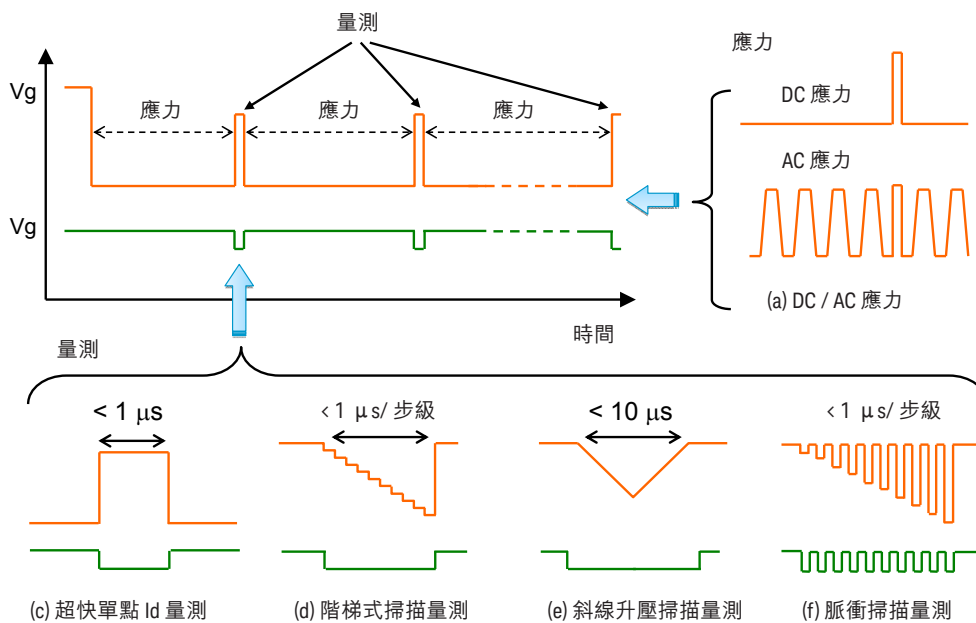 量測
應力
Vg
應力
應力
應力
DC 應力
AC 應力
Vg
(a) DC / AC 應力
時間
量測
< 1 μs
< 1 μs/ 步級
< 10 μs
< 1 μs/ 步級
(c) 超快單點 Id 量測
(d) 階梯式掃描量測
(e) 斜線升壓掃描量測
(f) 脈衝掃描量測